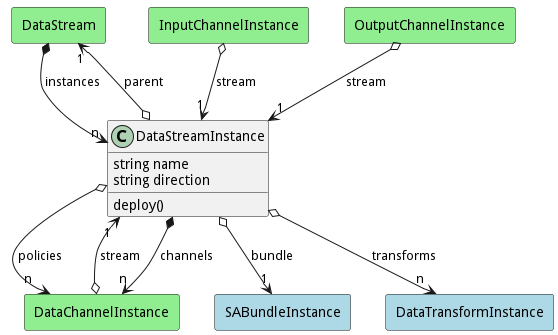 DataStream
InputChannelInstance
OutputChannelInstance
1
instances
parent
stream
stream
1
1
n
C DataStreamInstance
string name
string direction
deploy()
policies
1
stream
channels
bundle
transforms
n
n
1
n
DataChannelInstance
SABundleInstance
DataTransformInstance